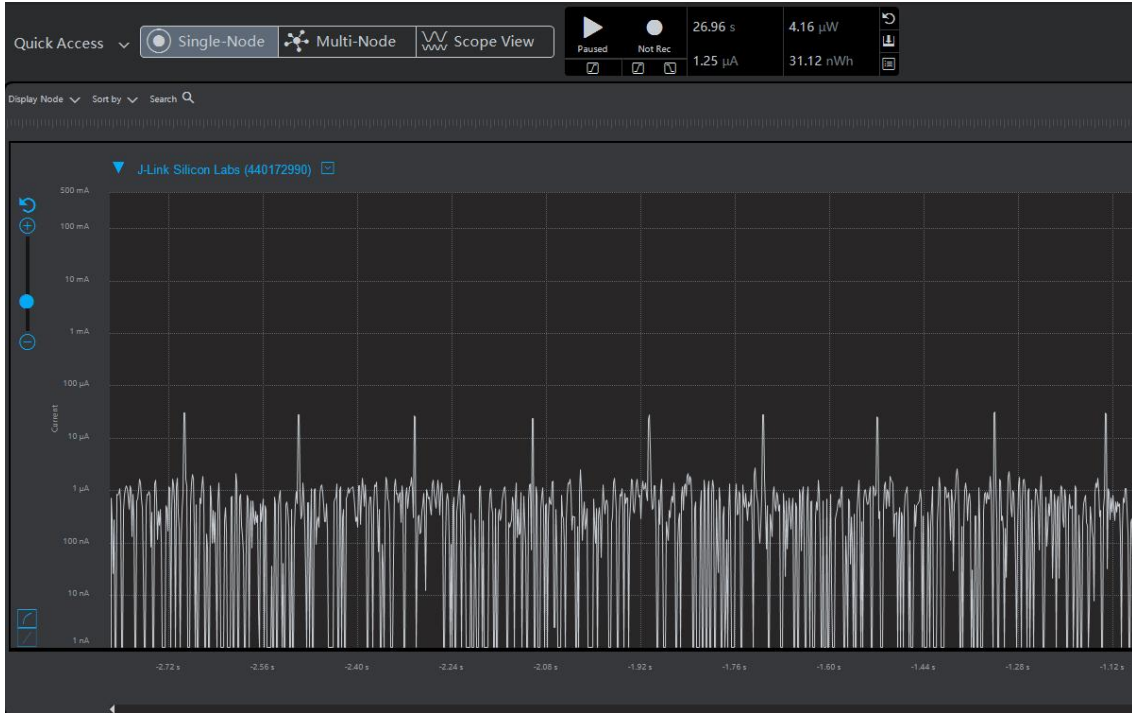 Quick Access
Single-Node
Multi-Node
Scope View
Paused
Not Rec
26.96 s
4.16 µW
1.25 µA
31.12 nWh
Display Node
Sort by
Search
J-Link Silicon Labs (440172990)
500 mA
100 mA
10 mA
1 mA
100 µA
10 µA
1 µA
100 nA
10 nA
1 nA
Current
-2.72 s
-2.56 s
-2.40 s
-2.24 s
-2.08 s
-1.92 s
-1.76 s
-1.60 s
-1.44 s
-1.28 s
-1.12 s